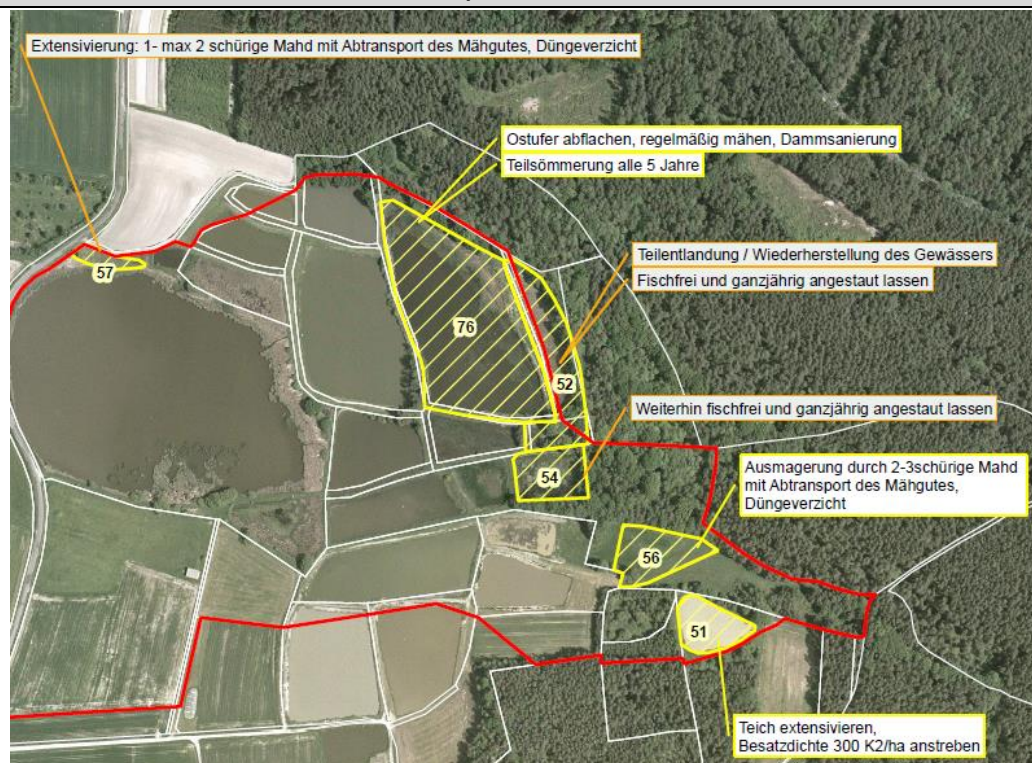 Extensivierung: 1- max 2 schürige Mahd mit Abtransport des Mähgutes, Düngeverzicht
Ostufer abflachen, regelmäßig mähen, Dammsanierung
Teilsömmerung alle 5 Jahre
Teilentlandung / Wiederherstellung des Gewässers
Fischfrei und ganzjährig angestaut lassen
57
76
52
Weiterhin fischfrei und ganzjährig angestaut lassen
54
Ausmagerung durch 2-3schürige Mahd
mit Abtransport des Mähgutes,
Düngeverzicht
56
51
Teich extensivieren,
Besatzdichte 300 K2/ha anstreben